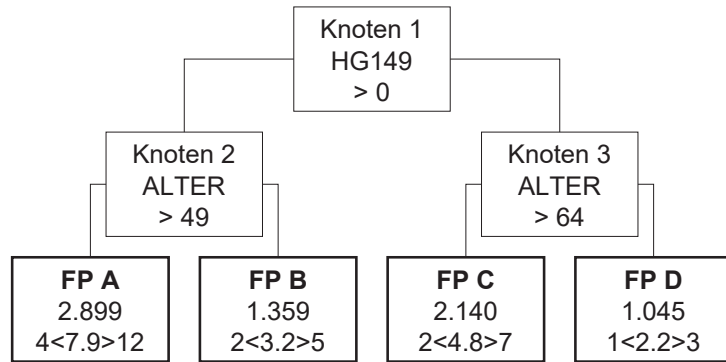 Knoten 1
HG149
> 0
Knoten 2
ALTER
> 49
Knoten 3
ALTER
> 64
FP A
2.899
4<7.9>12
FP B
1.359
2<3.2>5
FP C
2.140
2<4.8>7
FP D
1.045
1<2.2>3